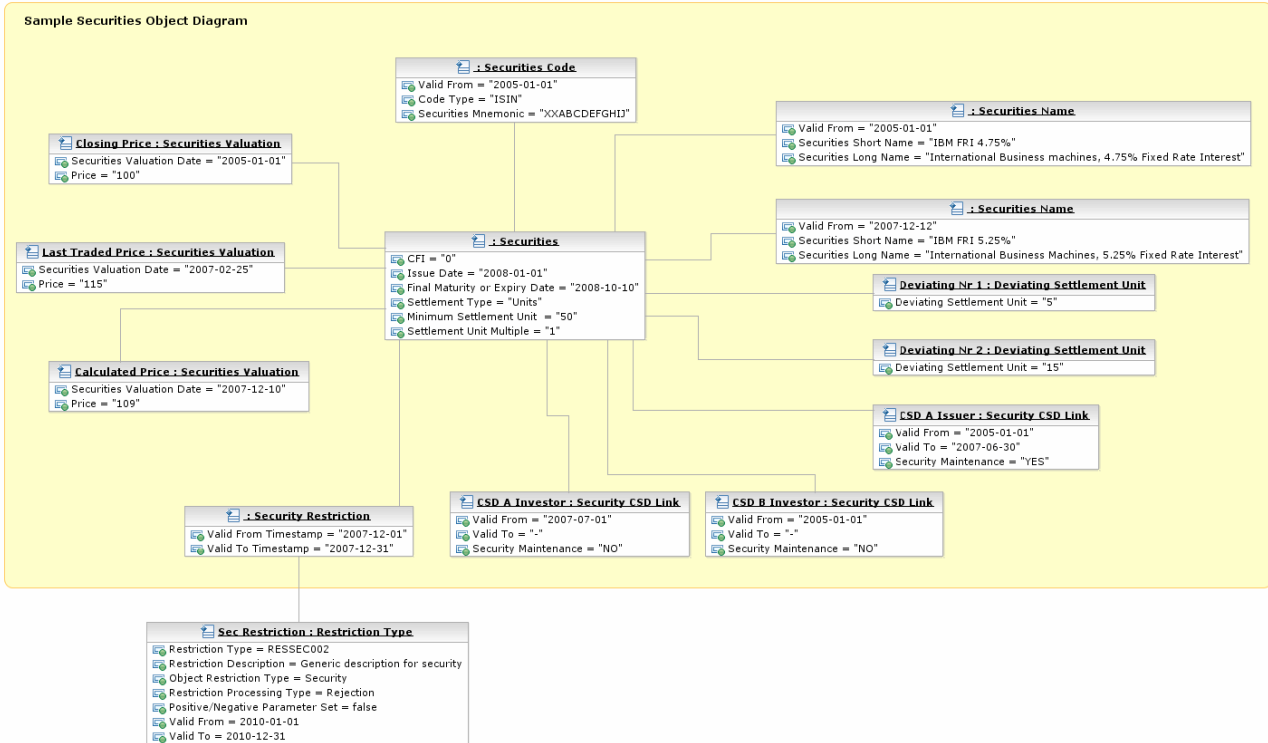 Sample Securities Object Diagram
: Securities Code
Valid From = "2005-01-01"
Code Type = "ISIN"
Securities Mnemonic = "XXABCDEFGHIJ"
: Securities Name
Valid From = "2005-01-01"
Securities Short Name = "IBM FRI 4.75%"
Securities Long Name = "International Business machines, 4.75% Fixed Rate Interest"
Closing Price : Securities Valuation
Securities Valuation Date = "2005-01-01"
Price = "100"
: Securities Name
Valid From = "2007-12-12"
Securities Short Name = "IBM FRI 5.25%"
Securities Long Name = "International Business Machines, 5.25% Fixed Rate Interest"
: Securities
CFI = "0"
Issue Date = "2008-01-01"
Final Maturity or Expiry Date = "2008-10-10"
Settlement Type = "Units"
Minimum Settlement Unit = "50"
Settlement Unit Multiple = "1"
Last Traded Price : Securities Valuation
Securities Valuation Date = "2007-02-25"
Price = "115"
Deviating Nr 1 : Deviating Settlement Unit
Deviating Settlement Unit = "5"
Deviating Nr 2 : Deviating Settlement Unit
Deviating Settlement Unit = "15"
Calculated Price : Securities Valuation
Securities Valuation Date = "2007-12-10"
Price = "109"
CSD A Issuer : Security CSD Link
Valid From = "2005-01-01"
Valid To = "2007-06-30"
Security Maintenance = "YES"
: Security Restriction
Valid From Timestamp = "2007-12-01"
Valid To Timestamp = "2007-12-31"
CSD A Investor : Security CSD Link
Valid From = "2007-07-01"
Valid To = "-"
Security Maintenance = "NO"
CSD B Investor : Security CSD Link
Valid From = "2005-01-01"
Valid To = "-"
Security Maintenance = "NO"
Sec Restriction : Restriction Type
Restriction Type = RESSEC002
Restriction Description = Generic description for security
Object Restriction Type = Security
Restriction Processing Type = Rejection
Positive/Negative Parameter Set = false
Valid From = 2010-01-01
Valid To = 2010-12-31